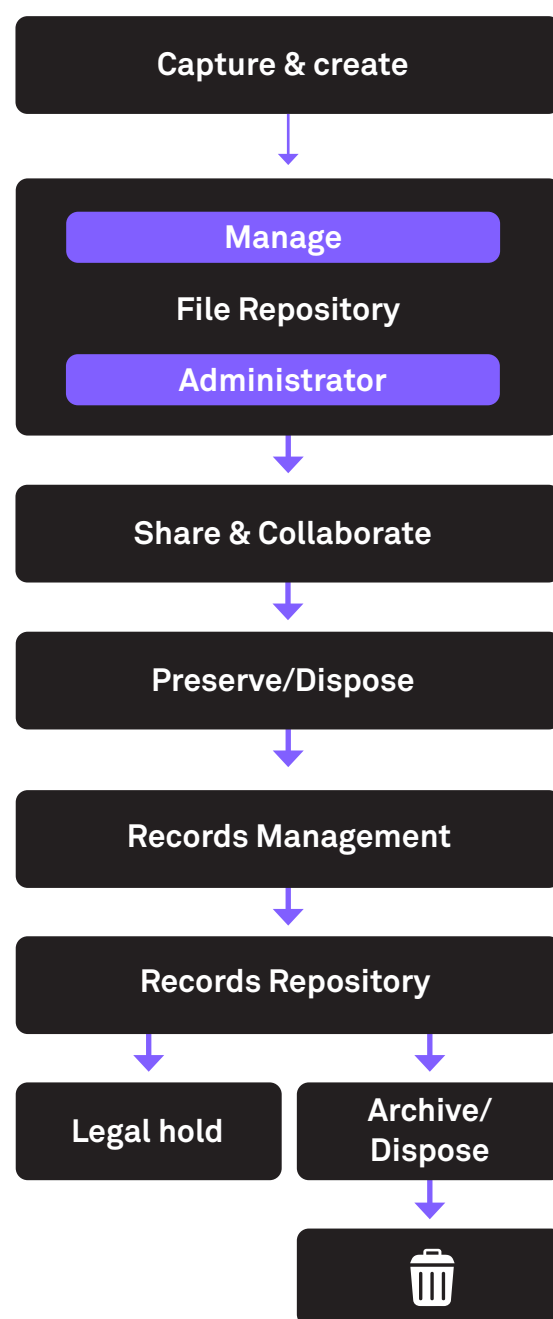 Capture & create
Manage
File Repository
Administrator
Share & Collaborate
Preserve/Dispose
Records Management
Records Repository
Legal hold
Archive/
Dispose